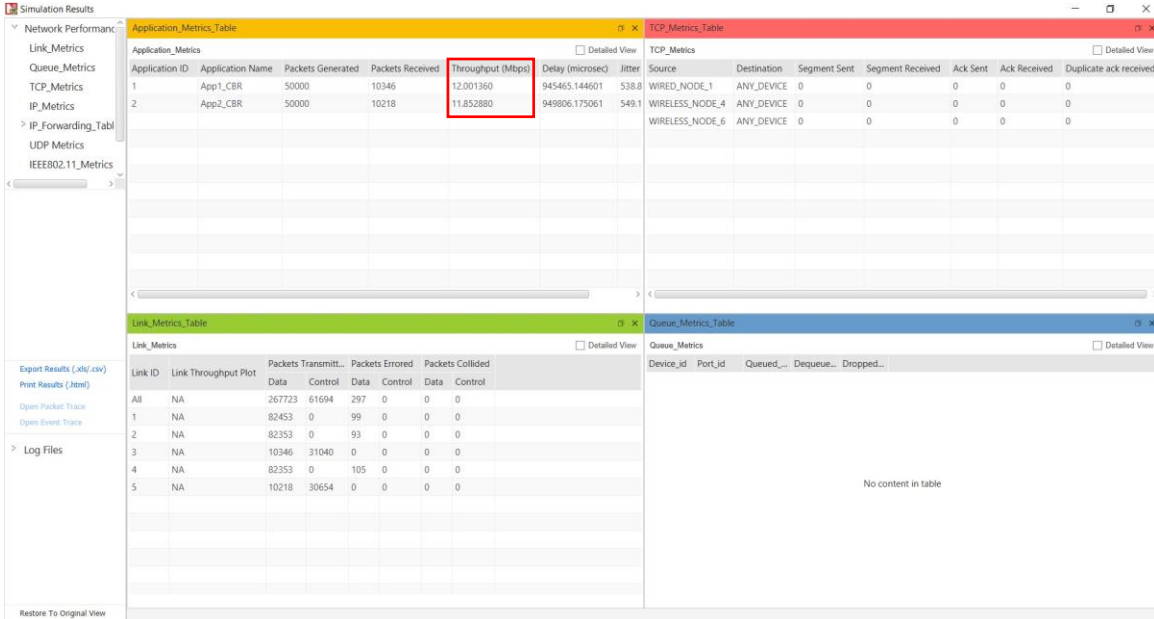 Simulation Results
Network Performanc
Link_Metrics
Queue_Metrics
TCP_Metrics
IP_Metrics
IP_Forwarding_Tabl
UDP Metrics
IEEE802.11_Metrics
Export Results (.xls/.csv)
Print Results (.html)
Open Packet Trace
Open Event Trace
Log Files
Restore To Original View
Application_Metrics_Table
Application_Metrics Detailed View
Application ID Application Name Packets Generated Packets Received Throughput (Mbps) Delay (microsec) Jitter
1 App1_CBR 50000 10346 12.001360 945465.144601 538.8
2 App2_CBR 50000 10218 11.852880 949806.175061 549.1
TCP_Metrics_Table
TCP_Metrics Detailed View
Source Destination Segment Sent Segment Received Ack Sent Ack Received Duplicate ack received
WIRED_NODE_1 ANY_DEVICE 0 0 0 0 0
WIRELESS_NODE_4 ANY_DEVICE 0 0 0 0 0
WIRELESS_NODE_6 ANY_DEVICE 0 0 0 0 0
Link_Metrics_Table
Link_Metrics Detailed View
Link ID Link Throughput Plot Packets Transmitt... Packets Errored Packets Collided
Data Control Data Control Data Control
All NA 267723 61694 297 0 0 0
1 NA 82453 0 99 0 0 0
2 NA 82353 0 93 0 0 0
3 NA 10346 31040 0 0 0 0
4 NA 82353 0 105 0 0 0
5 NA 10218 30654 0 0 0 0
Queue_Metrics_Table
Queue_Metrics Detailed View
Device_id Port_id Queued_... Dequeue... Dropped...
No content in table